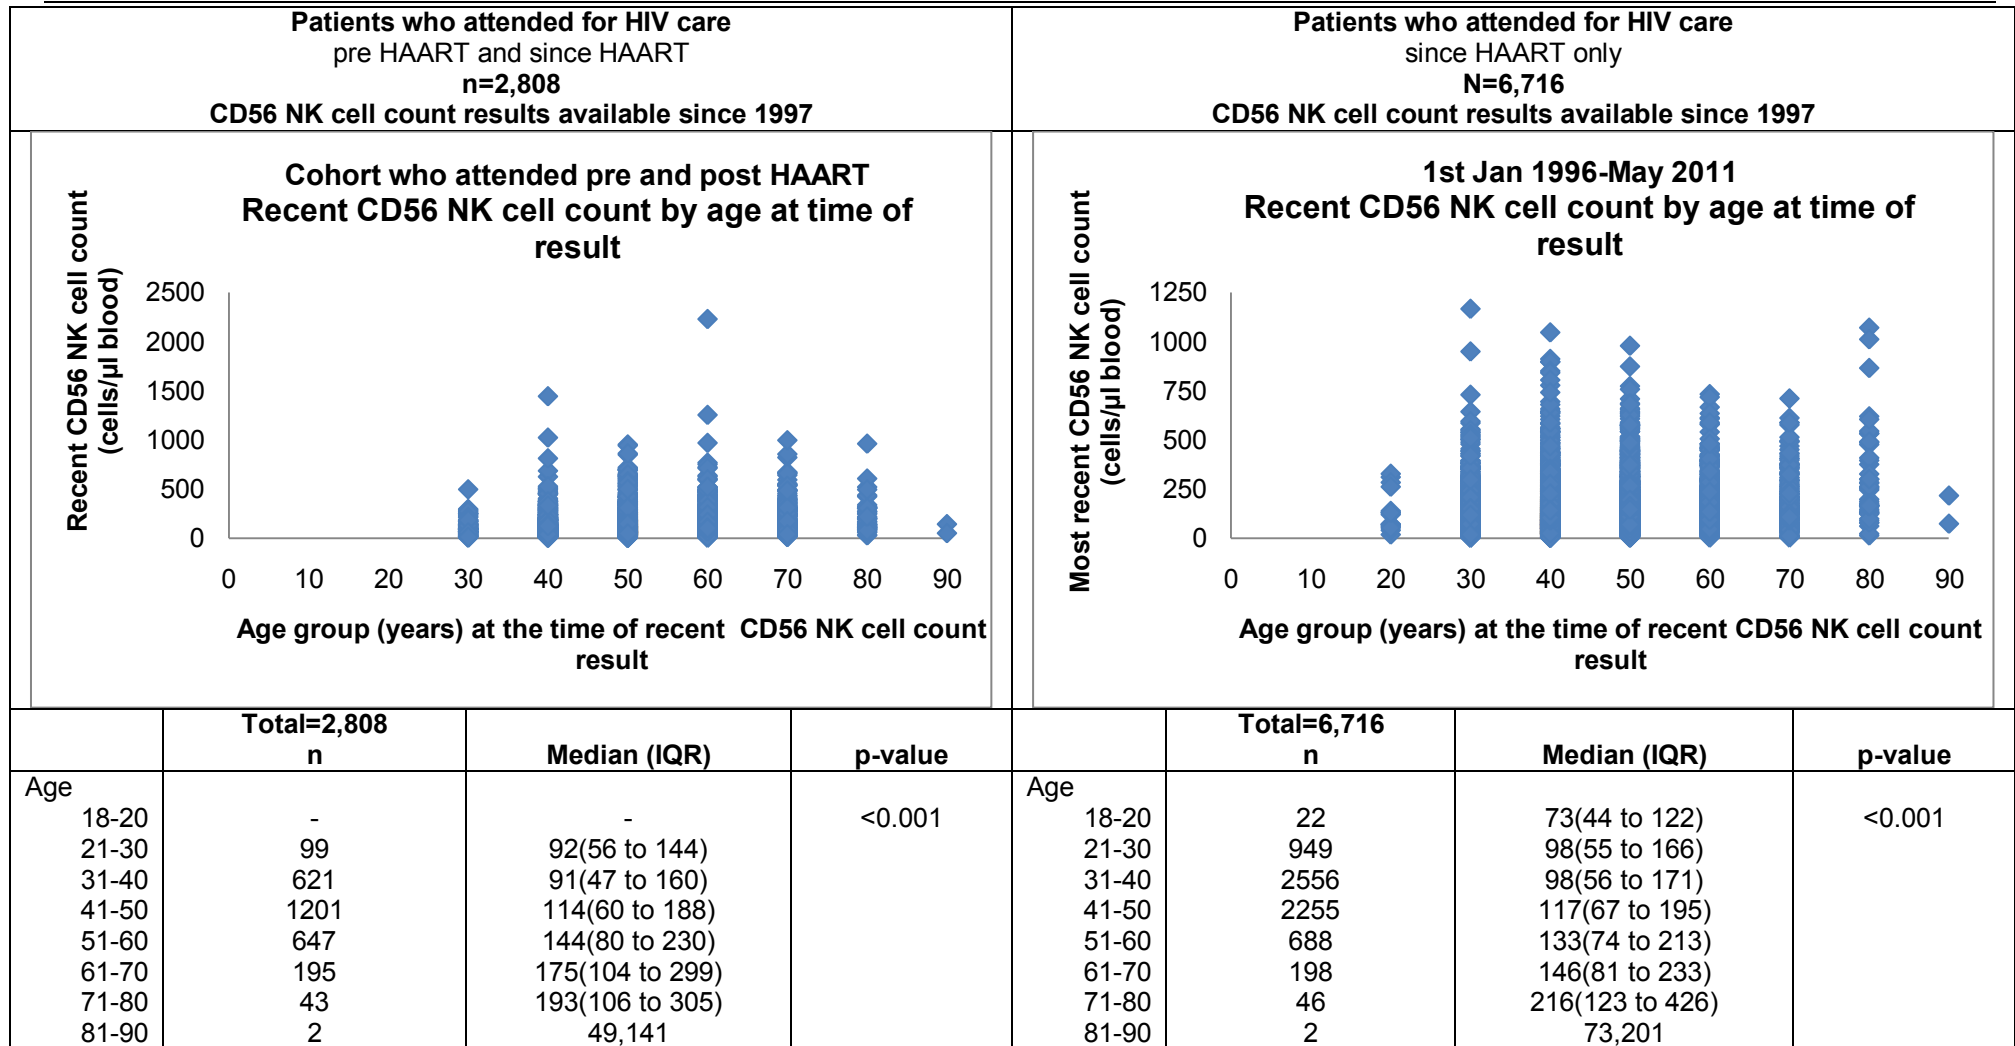 Patients who attended for HIV care
pre HAART and since HAART
n=2,808
CD56 NK cell count results available since 1997
Patients who attended for HIV care
since HAART only
N=6,716
CD56 NK cell count results available since 1997
Cohort who attended pre and post HAART
Recent CD56 NK cell count by age at time of
result
Recent CD56 NK cell count
(cells/µl blood)
2500
2000
1500
1000
500
0
0 10 20 30 40 50 60 70 80 90
Age group (years) at the time of recent CD56 NK cell count
result
1st Jan 1996-May 2011
Recent CD56 NK cell count by age at time of
result
Most recent CD56 NK cell count
(cells/µl blood)
1250
1000
750
500
250
0
0 10 20 30 40 50 60 70 80 90
Age group (years) at the time of recent CD56 NK cell count
result
Total=2,808
n Median (IQR) p-value
Age
18-20 - - <0.001
21-30 99 92(56 to 144)
31-40 621 91(47 to 160)
41-50 1201 114(60 to 188)
51-60 647 144(80 to 230)
61-70 195 175(104 to 299)
71-80 43 193(106 to 305)
81-90 2 49,141
Total=6,716
n Median (IQR) p-value
Age
18-20 22 73(44 to 122) <0.001
21-30 949 98(55 to 166)
31-40 2556 98(56 to 171)
41-50 2255 117(67 to 195)
51-60 688 133(74 to 213)
61-70 198 146(81 to 233)
71-80 46 216(123 to 426)
81-90 2 73,201